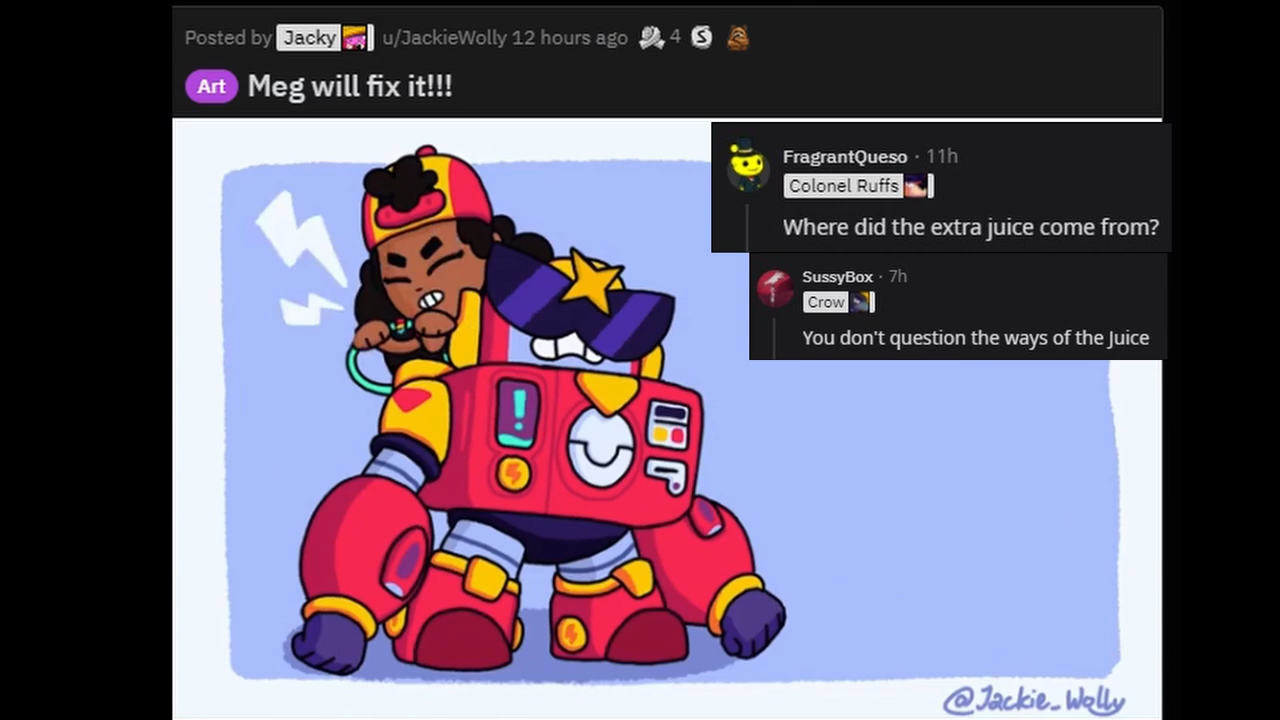 Posted by Jacky u/JackieWolly 12 hours ago 4
Art Meg will fix it!!!
FragrantQueso · 11h
Colonel Ruffs
Where did the extra juice come from?
SussyBox · 7h
Crow
You don't question the ways of the Juice
!
@Jackie_Wolly